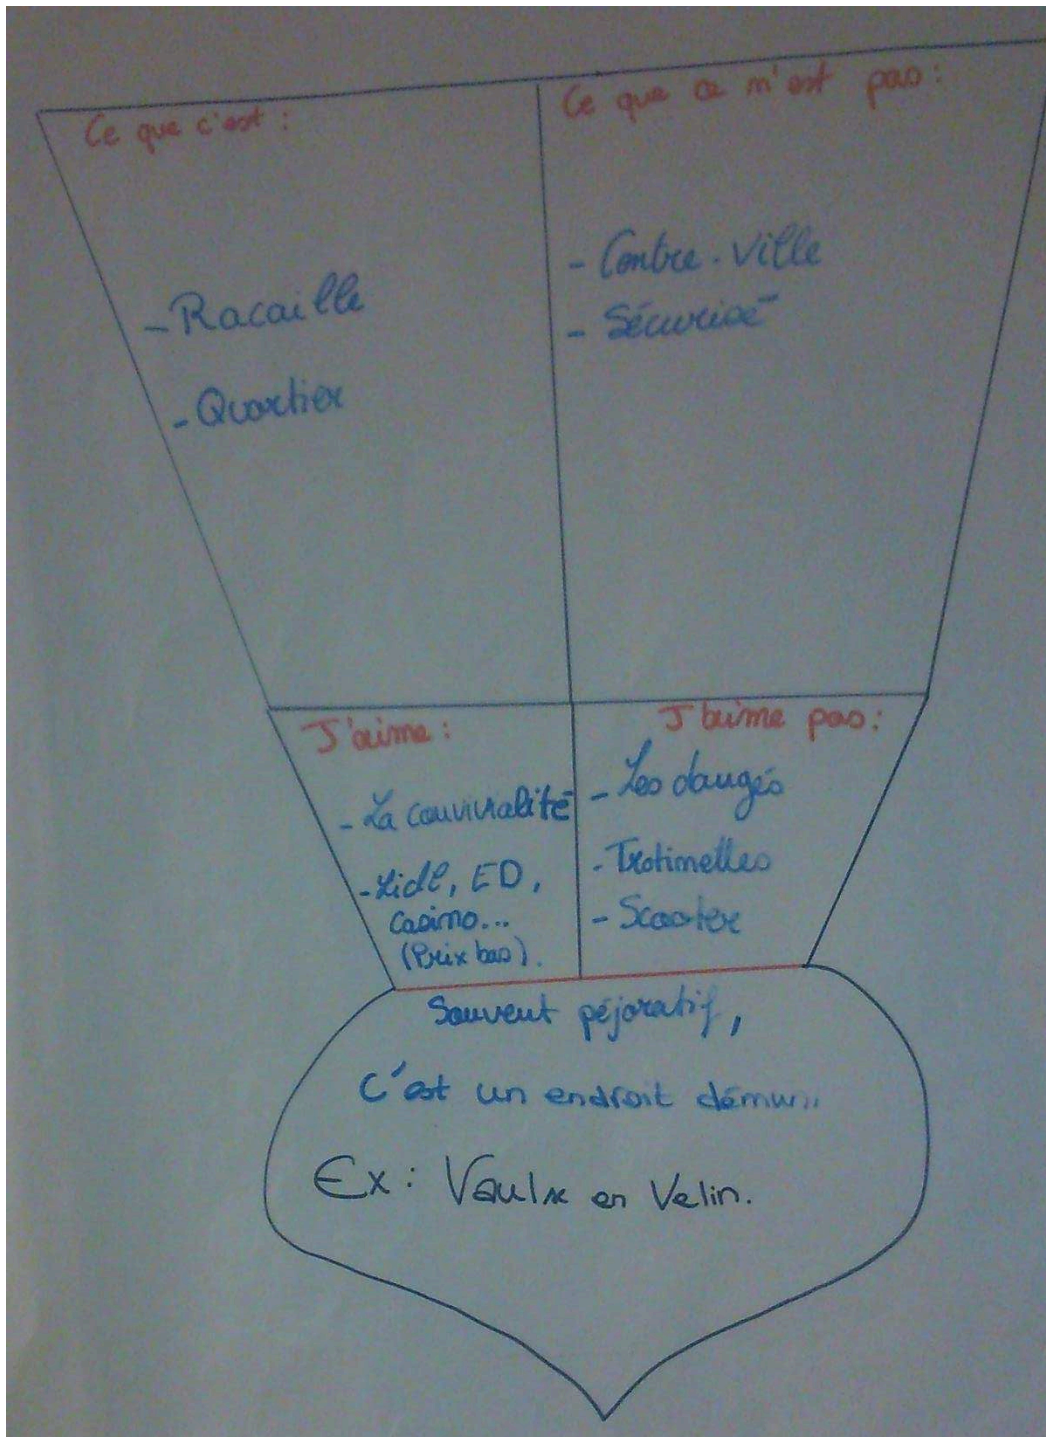 Ce que c'est :
- Racaille
- Quartier
Ce que ce n'est pas :
- Centre-ville
- Sécurisé
J'aime :
- La convivialité
- Lidl, ED,
Casino...
(Prix bas).
J'aime pas :
- Les dangés
- Trotinettes
- Scooter
Souvent péjoratif,
C'est un endroit démuni
Ex : Vaulx en Velin.